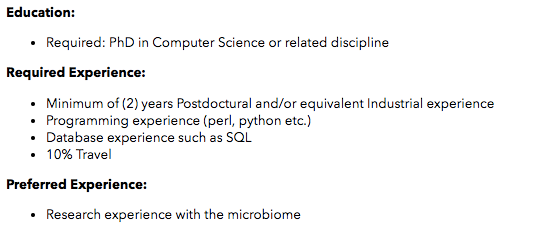 Education:
• Required: PhD in Computer Science or related discipline
Required Experience:
• Minimum of (2) years Postdoctural and/or equivalent Industrial experience
• Programming experience (perl, python etc.)
• Database experience such as SQL
• 10% Travel
Preferred Experience:
• Research experience with the microbiome